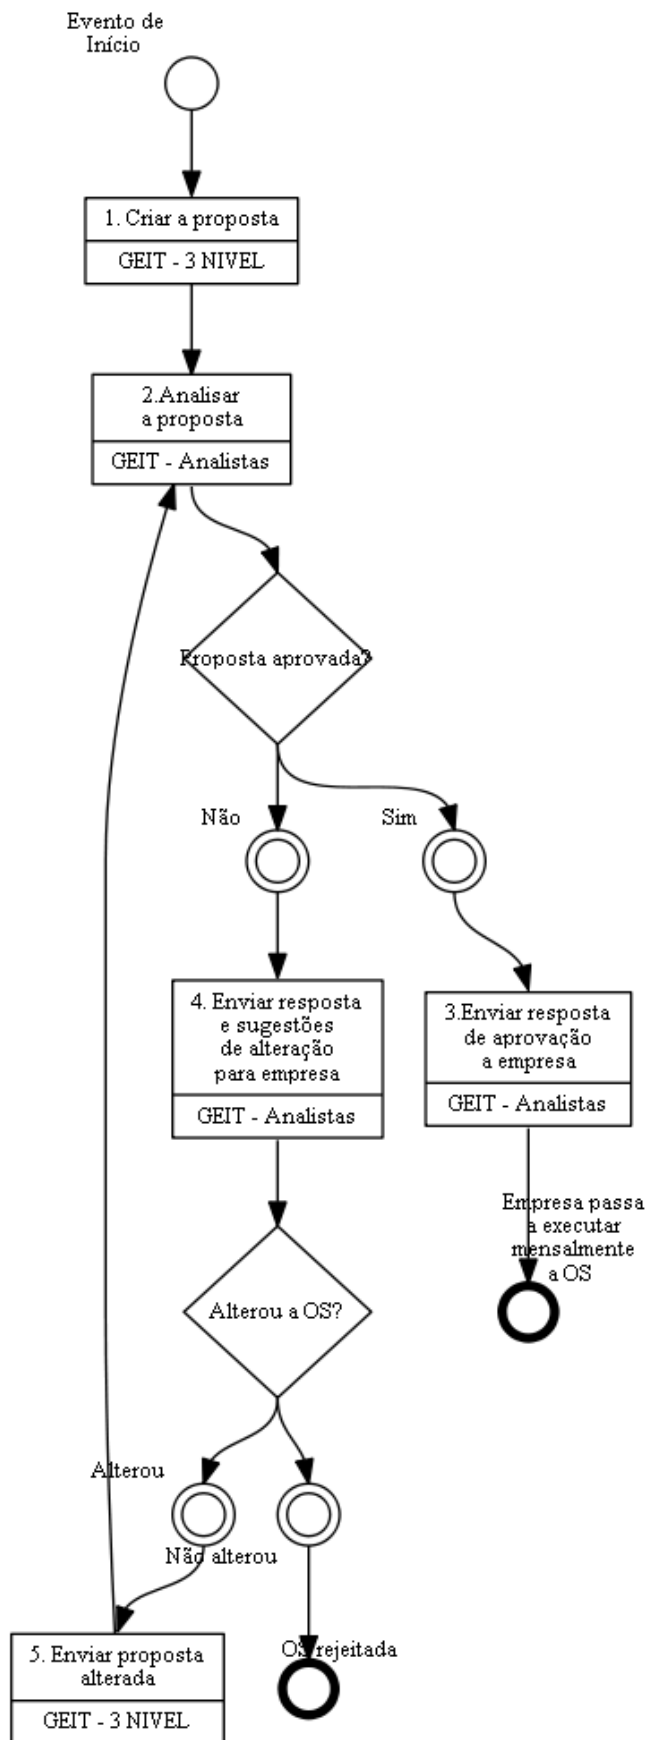 Evento de
Início
1. Criar a proposta
GEIT - 3 NIVEL
2.Analisar
a proposta
GEIT - Analistas
Proposta aprovada?
Não
Sim
4. Enviar resposta
e sugestões
de alteração
para empresa
GEIT - Analistas
3.Enviar resposta
de aprovação
a empresa
GEIT - Analistas
Empresa passa
a executar
mensalmente
a OS
Alterou a OS?
Alterou
Não alterou
5. Enviar proposta
alterada
GEIT - 3 NIVEL
OS rejeitada